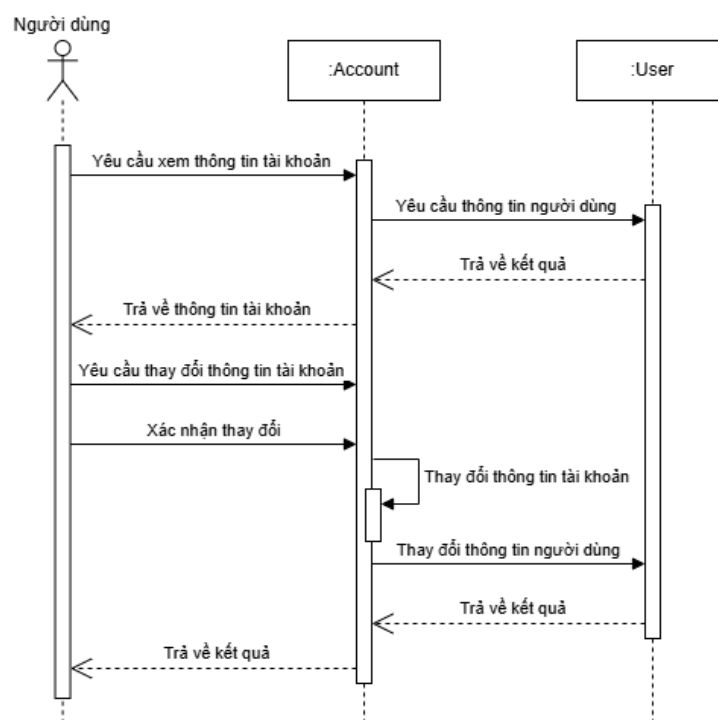 Người dùng
:Account
:User
Yêu cầu xem thông tin tài khoản
Yêu cầu thông tin người dùng
Trả về kết quả
Trả về thông tin tài khoản
Yêu cầu thay đổi thông tin tài khoản
Xác nhận thay đổi
Thay đổi thông tin tài khoản
Thay đổi thông tin người dùng
Trả về kết quả
Trả về kết quả